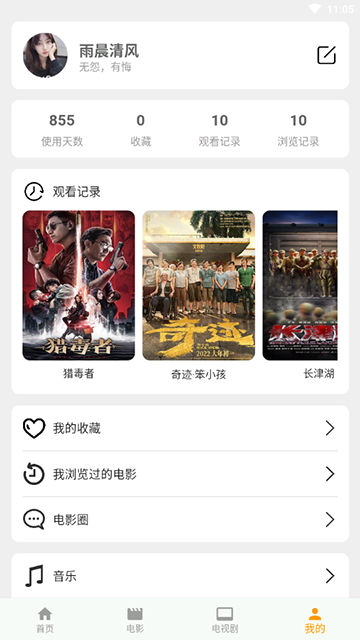 11:05
雨晨清风
无怨，有悔
855 0 10 10
使用天数 收藏 观看记录 浏览记录
观看记录
猎毒者
奇迹
2022大年初一
长津湖
猎毒者 奇迹·笨小孩 长津湖
我的收藏
我浏览过的电影
电影圈
音乐
首页 电影 电视剧 我的